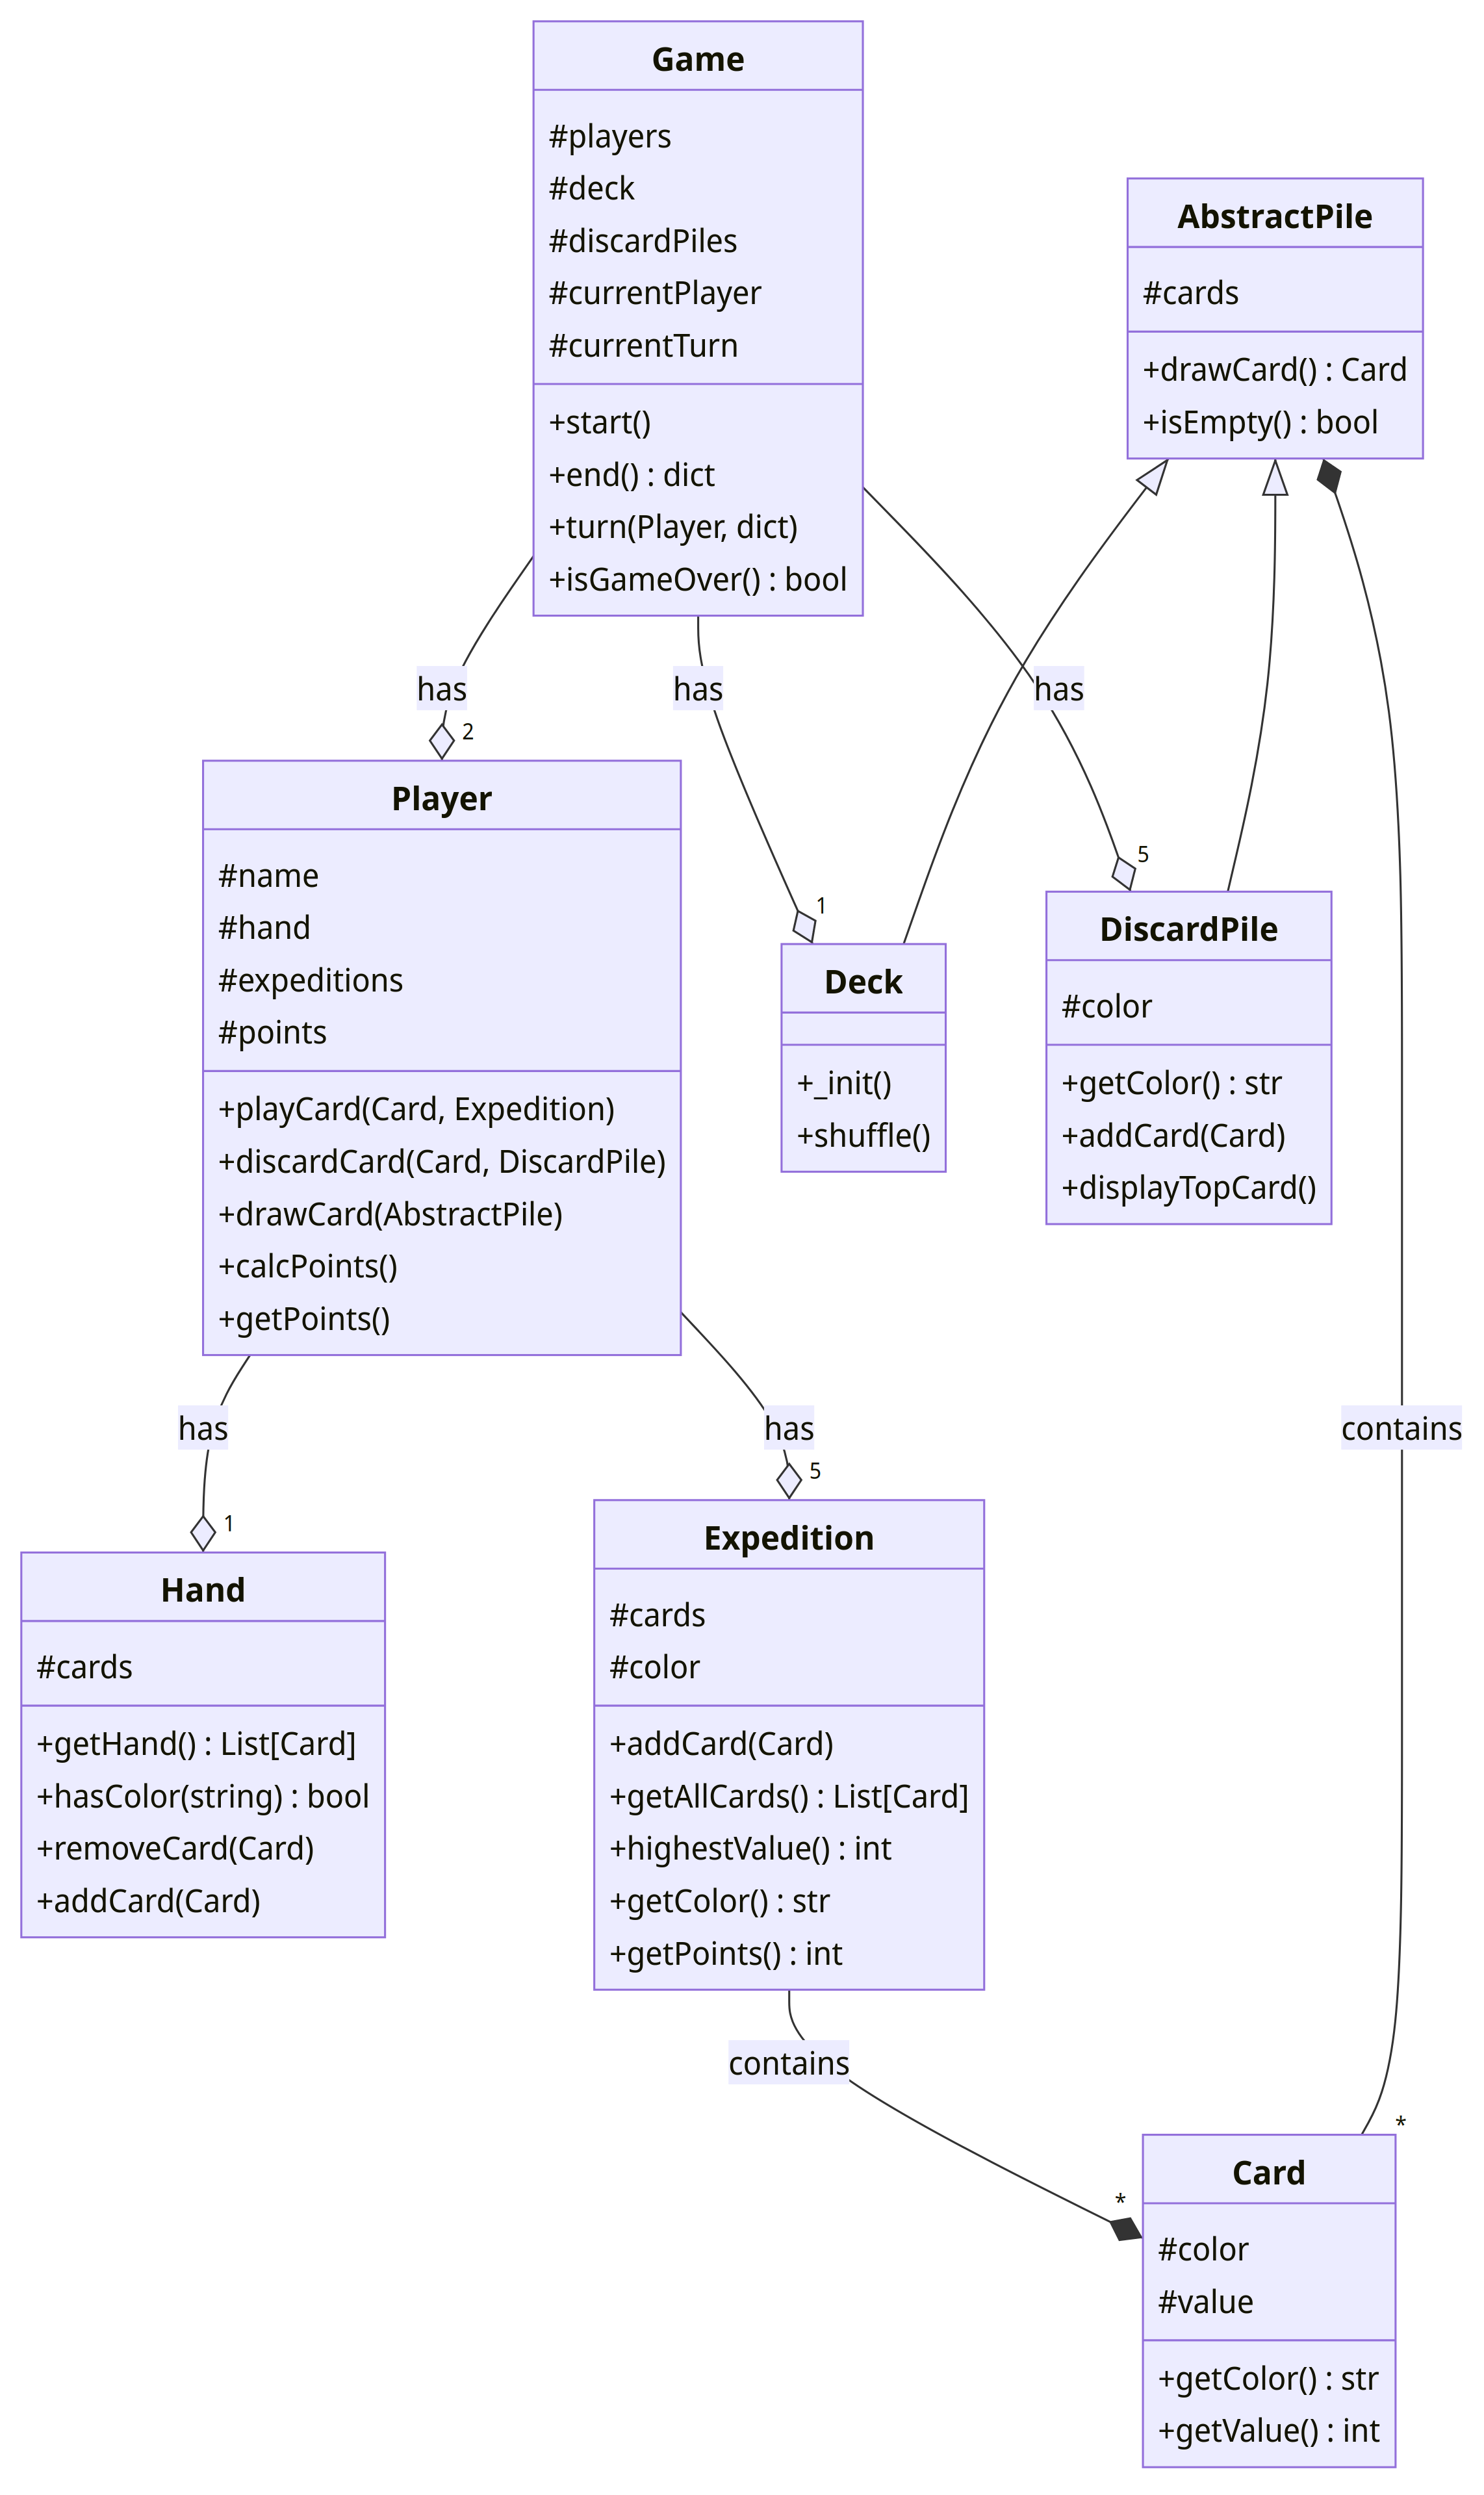 Game
#players
#deck
#discardPiles
#currentPlayer
#currentTurn
+start()
+end() : dict
+turn(Player, dict)
+isGameOver() : bool
AbstractPile
#cards
+drawCard() : Card
+isEmpty() : bool
has
has
has
2
5
1
Player
#name
#hand
#expeditions
#points
+playCard(Card, Expedition)
+discardCard(Card, DiscardPile)
+drawCard(AbstractPile)
+calcPoints()
+getPoints()
Deck
+_init()
+shuffle()
DiscardPile
#color
+getColor() : str
+addCard(Card)
+displayTopCard()
has
has
contains
5
1
Hand
#cards
+getHand() : List[Card]
+hasColor(string) : bool
+removeCard(Card)
+addCard(Card)
Expedition
#cards
#color
+addCard(Card)
+getAllCards() : List[Card]
+highestValue() : int
+getColor() : str
+getPoints() : int
contains
*
*
Card
#color
#value
+getColor() : str
+getValue() : int